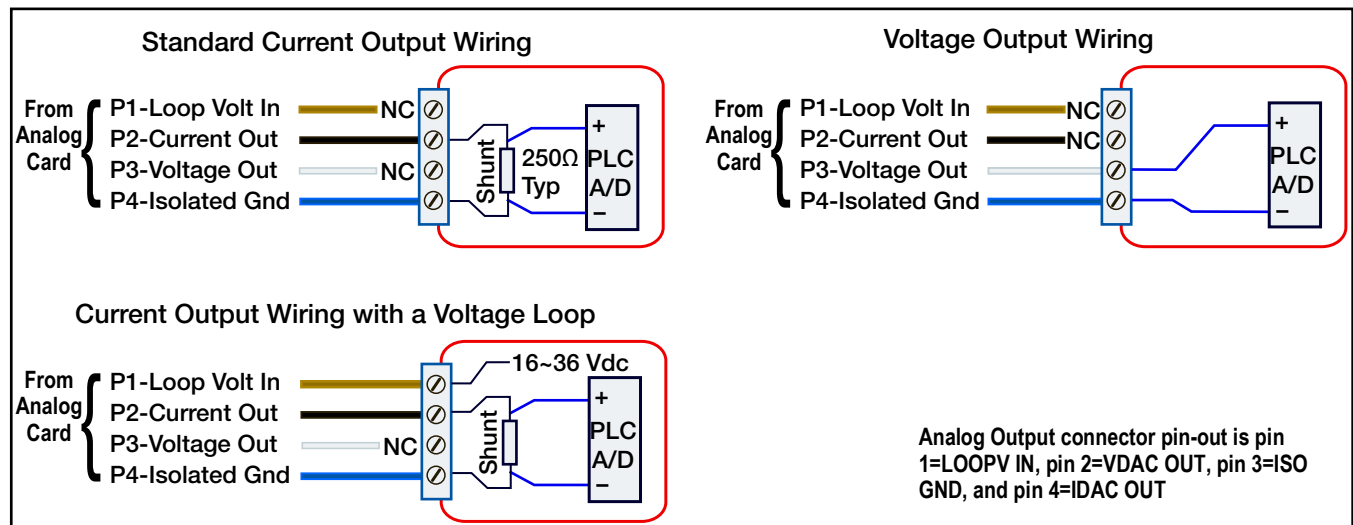 Standard Current Output Wiring
From
Analog
Card
P1-Loop Volt In
NC
P2-Current Out
P3-Voltage Out
NC
P4-Isolated Gnd
Shunt
250Ω
Typ
+
PLC
A/D
−
Voltage Output Wiring
From
Analog
Card
P1-Loop Volt In
NC
P2-Current Out
NC
P3-Voltage Out
P4-Isolated Gnd
+
PLC
A/D
−
Current Output Wiring with a Voltage Loop
From
Analog
Card
P1-Loop Volt In
16~36 Vdc
P2-Current Out
P3-Voltage Out
NC
P4-Isolated Gnd
Shunt
+
PLC
A/D
−
Analog Output connector pin-out is pin
1=LOOPV IN, pin 2=VDAC OUT, pin 3=ISO
GND, and pin 4=IDAC OUT